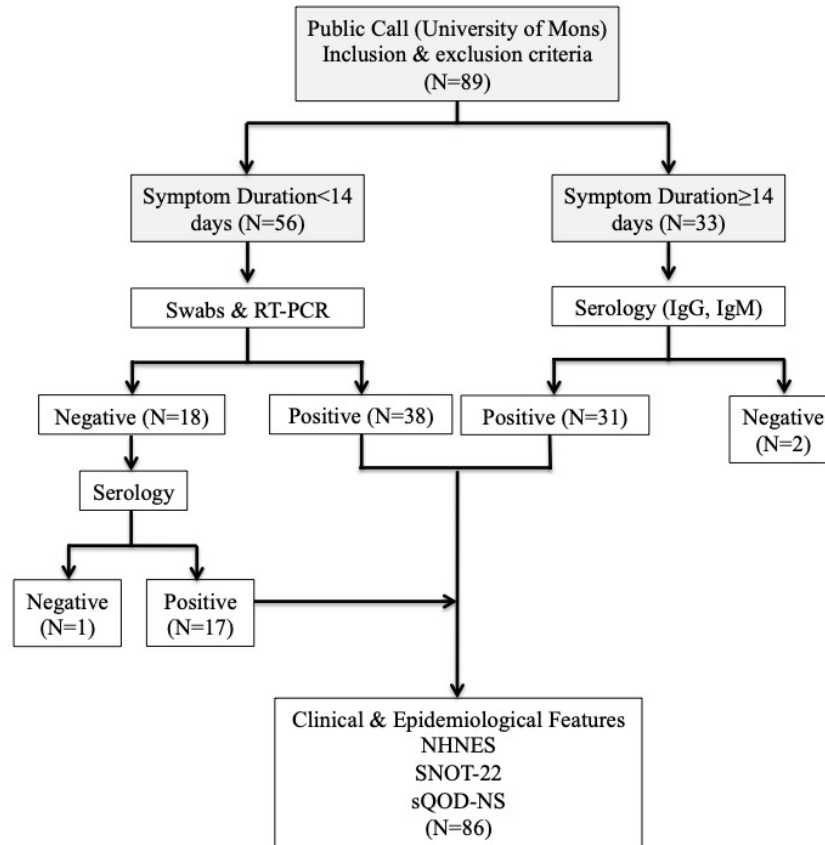 Public Call (University of Mons)
Inclusion & exclusion criteria
(N=89)
Symptom Duration<14
days (N=56)
Symptom Duration≥14
days (N=33)
Swabs & RT-PCR
Serology (IgG, IgM)
Negative (N=18)
Positive (N=38)
Positive (N=31)
Negative
(N=2)
Serology
Negative
(N=1)
Positive
(N=17)
Clinical & Epidemiological Features
NHNES
SNOT-22
sQOD-NS
(N=86)